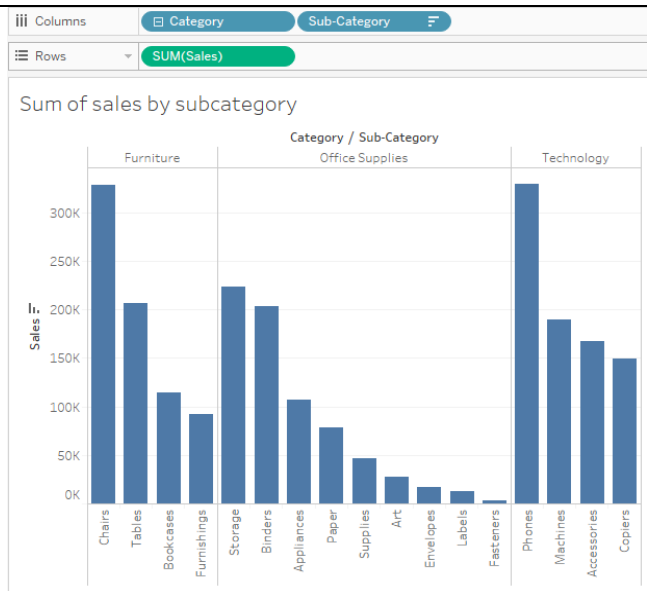 Columns Category Sub-Category
Rows SUM(Sales)
Sum of sales by subcategory
Category / Sub-Category
Furniture Office Supplies Technology
Sales
300K
250K
200K
150K
100K
50K
0K
Chairs
Tables
Bookcases
Furnishings
Storage
Binders
Appliances
Paper
Supplies
Art
Envelopes
Labels
Fasteners
Phones
Machines
Accessories
Copiers